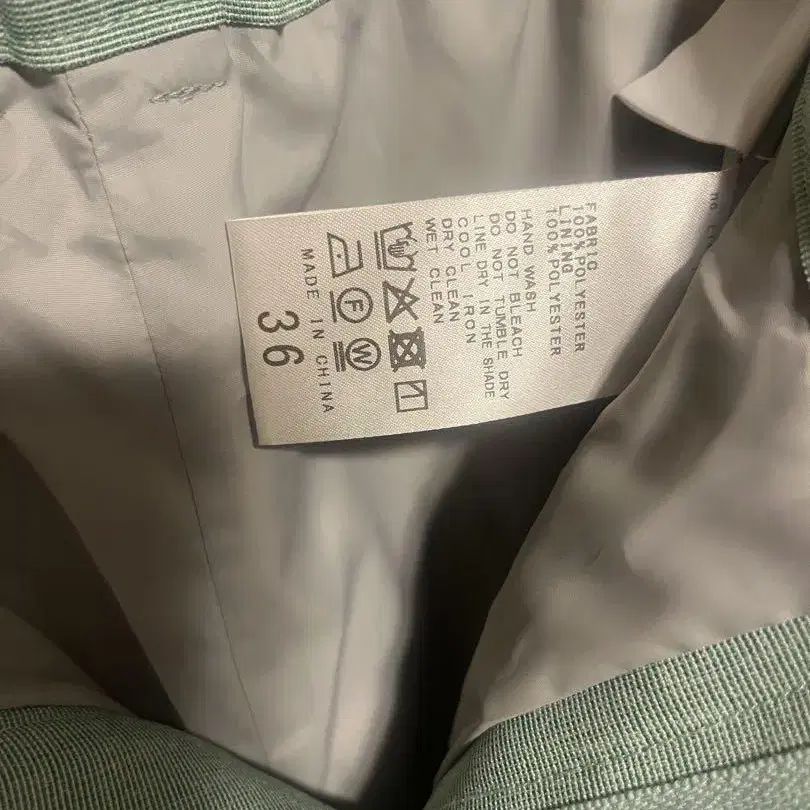 FABRIC
100%POLYESTER
LINING
100%POLYESTER
HAND WASH
DO NOT BLEACH
DO NOT TUMBLE DRY
LINE DRY IN THE SHADE
COOL IRON
DRY CLEAN
WET CLEAN
F
W
MADE IN CHINA
36